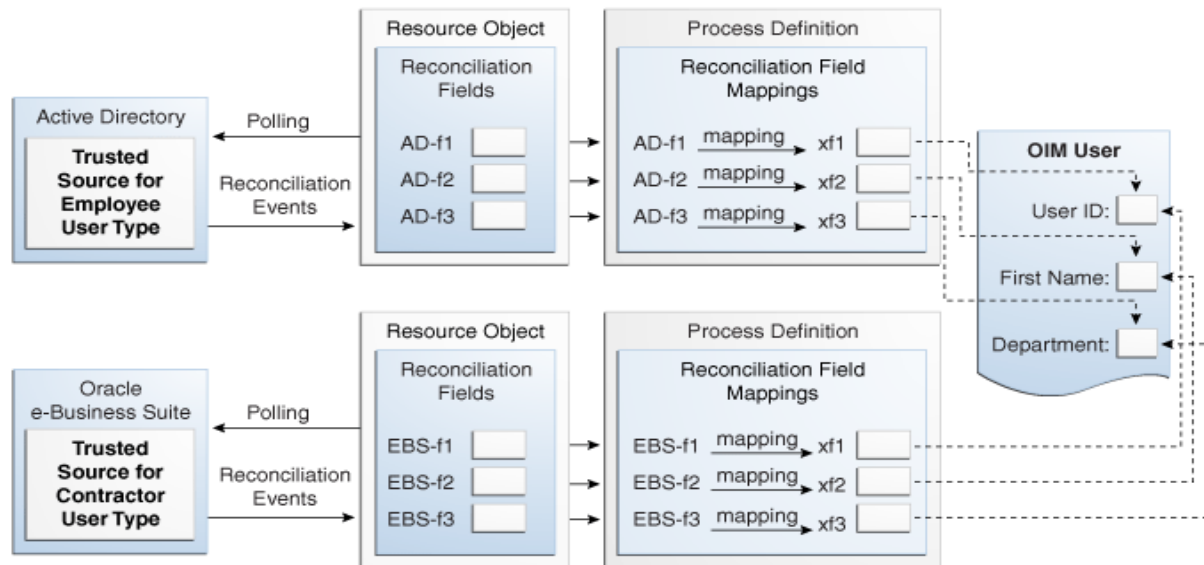 Resource Object
Process Definition
Reconciliation
Fields
Reconciliation Field
Mappings
Active Directory
Trusted
Source for
Employee
User Type
Polling
Reconciliation
Events
AD-f1
AD-f2
AD-f3
AD-f1 mapping xf1
AD-f2 mapping xf2
AD-f3 mapping xf3
OIM User
User ID:
First Name:
Department:
Resource Object
Process Definition
Reconciliation
Fields
Reconciliation Field
Mappings
Oracle
e-Business Suite
Trusted
Source for
Contractor
User Type
Polling
Reconciliation
Events
EBS-f1
EBS-f2
EBS-f3
EBS-f1 mapping xf1
EBS-f2 mapping xf2
EBS-f3 mapping xf3